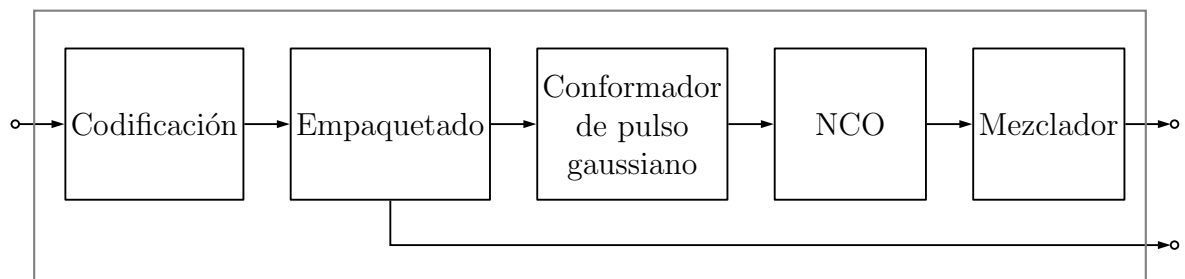 Codificación
Empaquetado
Conformador
de pulso
gaussiano
NCO
Mezclador